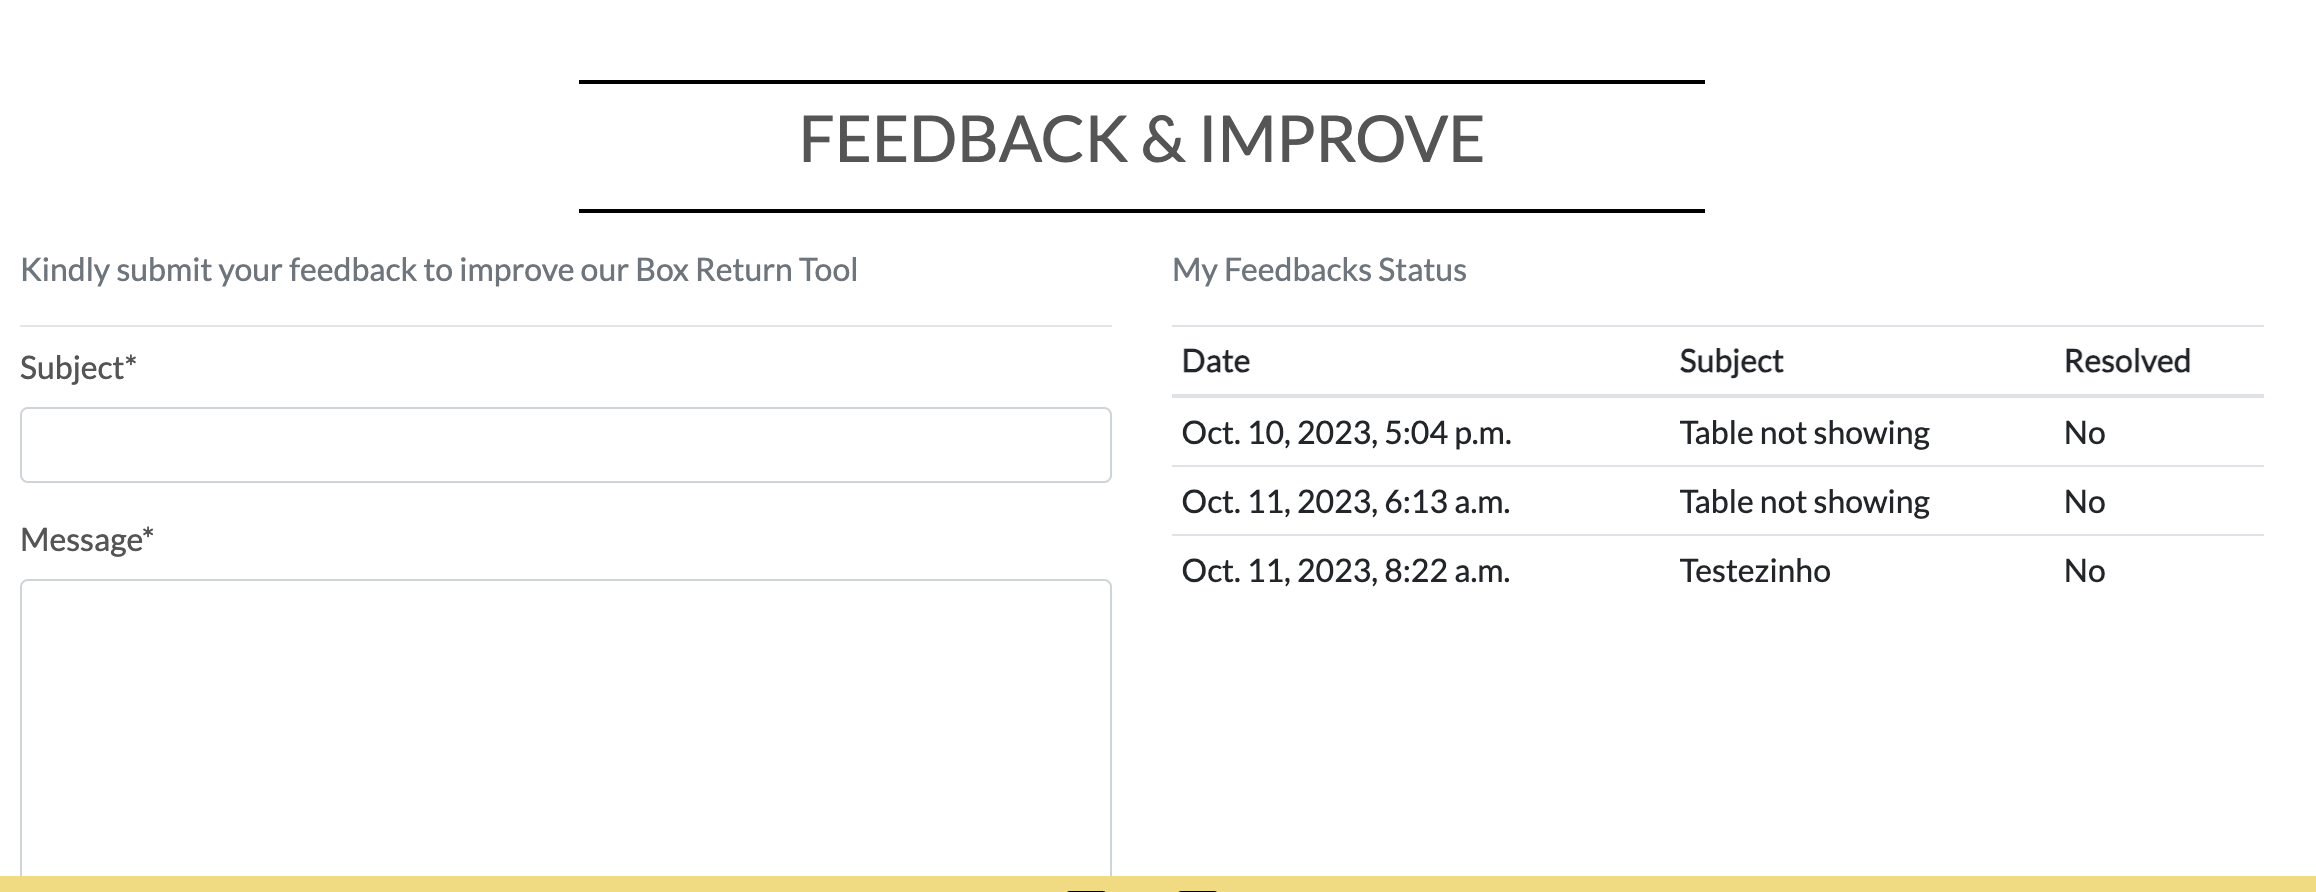 FEEDBACK & IMPROVE
Kindly submit your feedback to improve our Box Return Tool
Subject*
Message*
My Feedbacks Status
Date Subject Resolved
Oct. 10, 2023, 5:04 p.m. Table not showing No
Oct. 11, 2023, 6:13 a.m. Table not showing No
Oct. 11, 2023, 8:22 a.m. Testezinho No